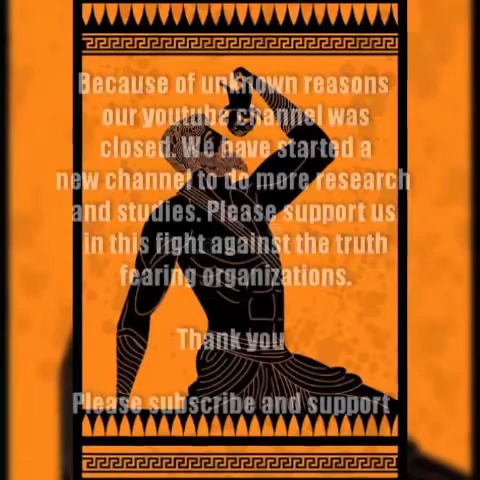 Because of unknown reasons
our youtube channel was
closed. We have started a
new channel to do more research
and studies. Please support us
in this fight against the truth
fearing organizations.
Thank you
Please subscribe and support